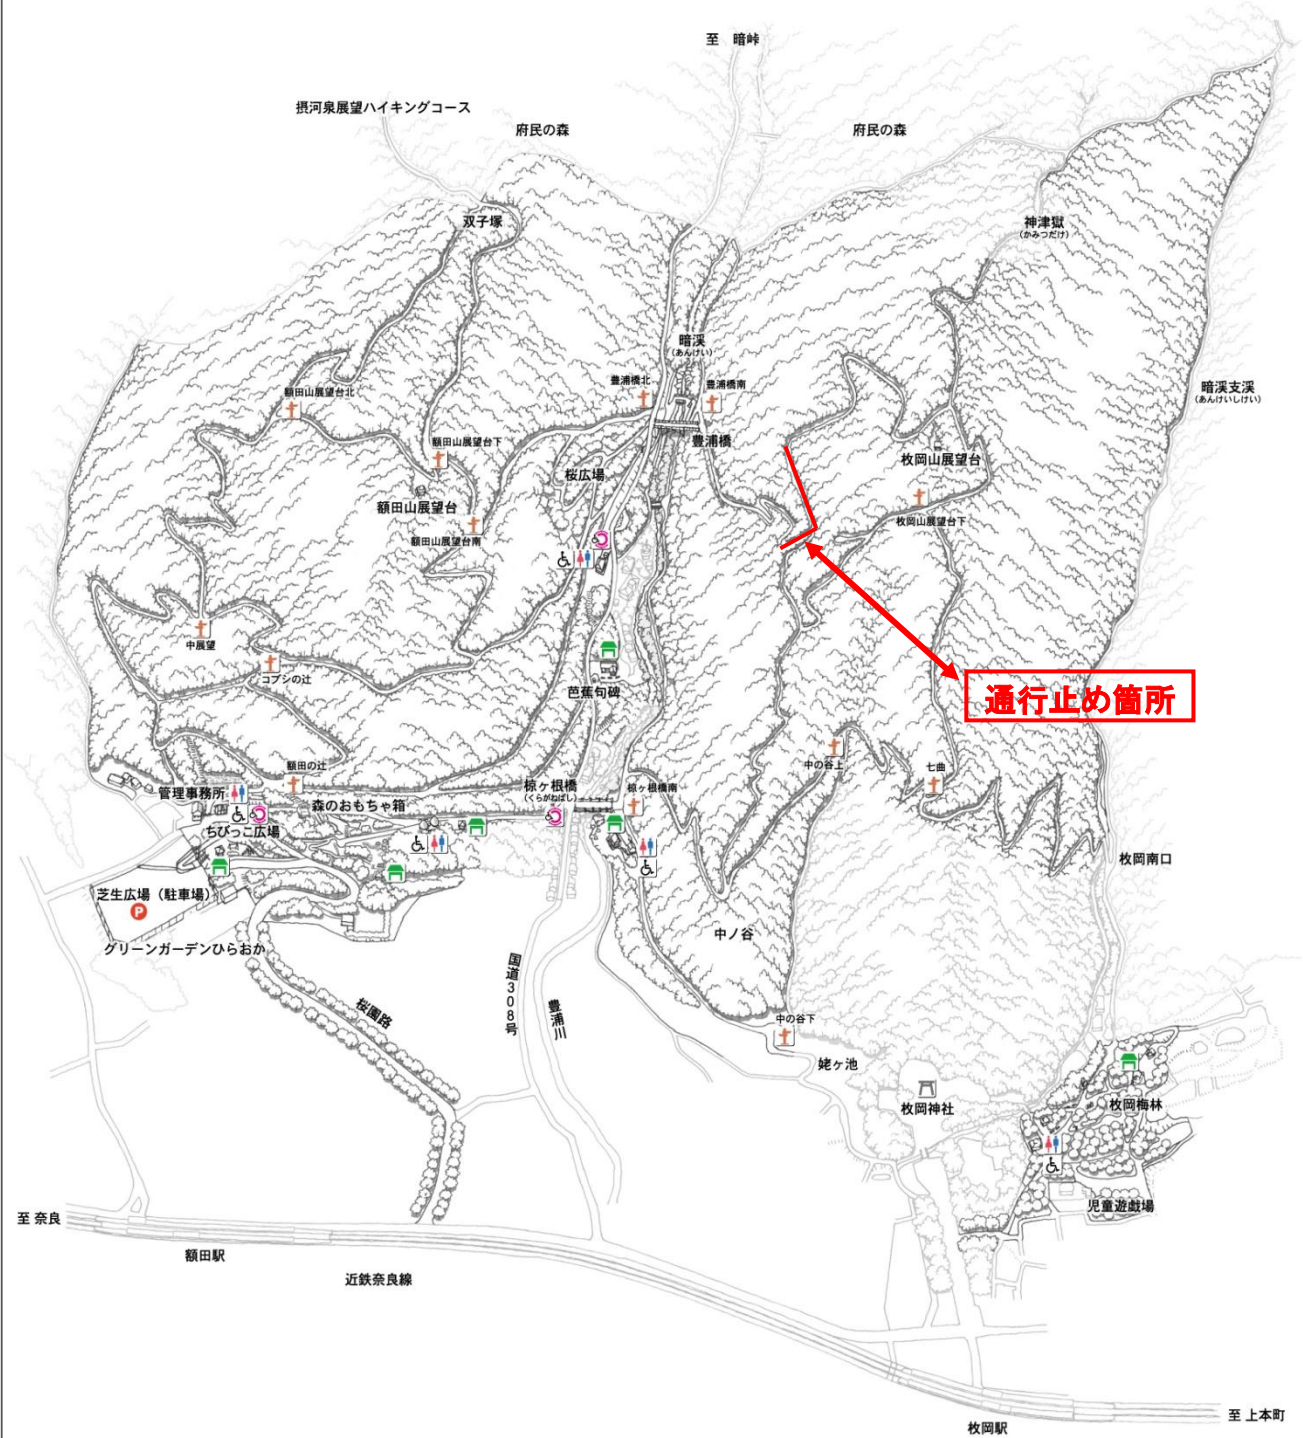 至 暗峠
摂河泉展望ハイキングコース
府民の森
府民の森
双子塚
神津獄
(かみつだけ)
暗渓
(あんけい)
豊浦橋北
豊浦橋南
額田山展望台北
暗渓支渓
(あんけいしけい)
豊浦橋
額田山展望台下
枚岡山展望台
桜広場
額田山展望台
枚岡山展望台下
額田山展望台南
中展望
コブシの辻
芭蕉句碑
通行止め箇所
中の谷上
額田の辻
七曲
管理事務所
森のおもちゃ箱
椋ヶ根橋
(くらがねばし)
椋ヶ根橋南
ちびっこ広場
枚岡南口
芝生広場(駐車場)
P
中ノ谷
グリーンガーデンひらおか
国道308号
桜園路
豊浦川
中の谷下
姥ヶ池
枚岡神社
枚岡梅林
児童遊戯場
至 奈良
額田駅
近鉄奈良線
至 上本町
枚岡駅